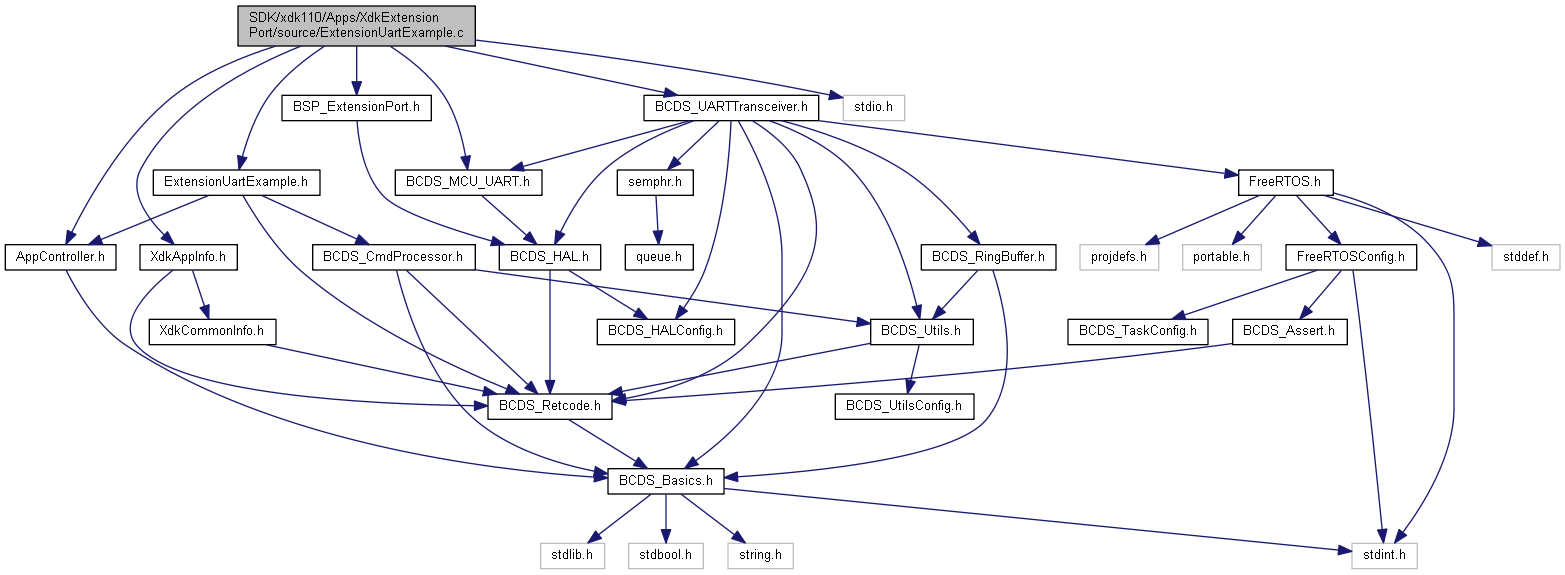 SDK/xdk110/Apps/XdkExtension
Port/source/ExtensionUartExample.c
BSP_ExtensionPort.h
BCDS_UARTTransceiver.h
stdio.h
ExtensionUartExample.h
BCDS_MCU_UART.h
semphr.h
FreeRTOS.h
AppController.h
XdkAppInfo.h
BCDS_CmdProcessor.h
BCDS_HAL.h
queue.h
BCDS_RingBuffer.h
projdefs.h
portable.h
FreeRTOSConfig.h
stddef.h
XdkCommonInfo.h
BCDS_HALConfig.h
BCDS_Utils.h
BCDS_TaskConfig.h
BCDS_Assert.h
BCDS_Retcode.h
BCDS_UtilsConfig.h
BCDS_Basics.h
stdlib.h
stdbool.h
string.h
stdint.h